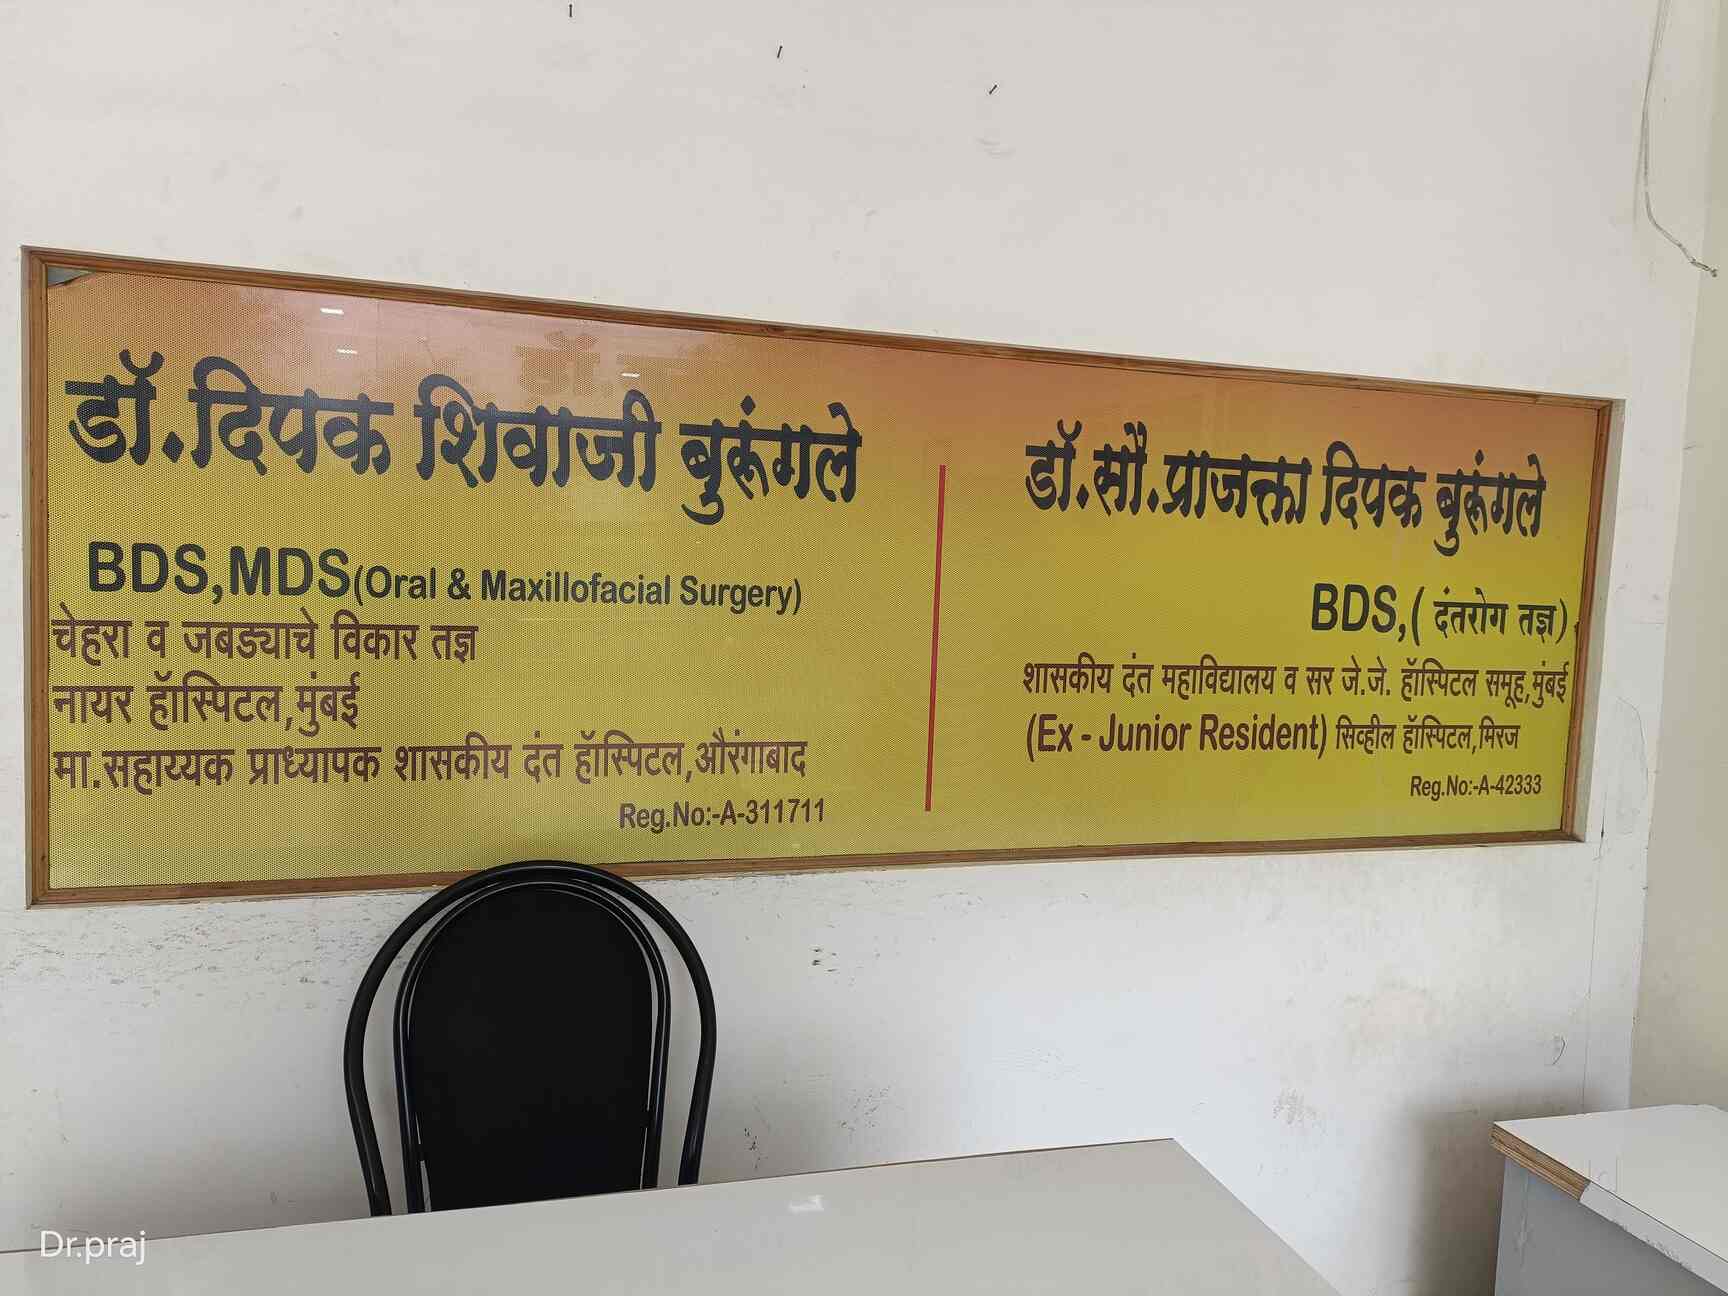 डॉ.दिपक शिवाजी बुरूंगले
BDS,MDS(Oral & Maxillofacial Surgery)
चेहरा व जबड्याचे विकार तज्ञ
नायर हॉस्पिटल,मुंबई
मा.सहाय्यक प्राध्यापक शासकीय दंत हॉस्पिटल,औरंगाबाद
Reg.No:-A-311711
डॉ.सौ.प्राजक्ता दिपक बुरूंगले
BDS,( दंतरोग तज्ञ)
शासकीय दंत महाविद्यालय व सर जे.जे. हॉस्पिटल समूह,मुंबई
(Ex - Junior Resident) सिव्हील हॉस्पिटल,मिरज
Reg.No:-A-42333
Dr.praj